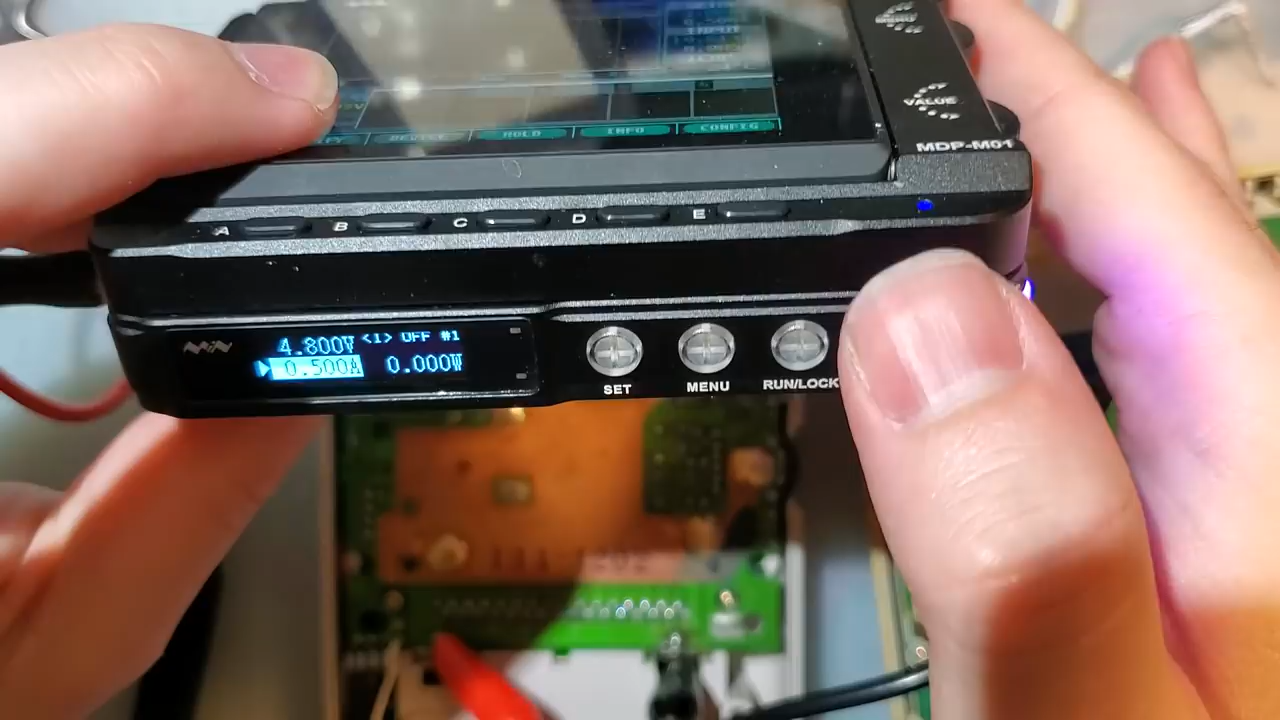 MENU
VALUE
HOLD INFO CONFIG
MDP-M01
A B C D E
4.800V <1> OFF #1
0.500A 0.000W
SET MENU RUN/LOCK